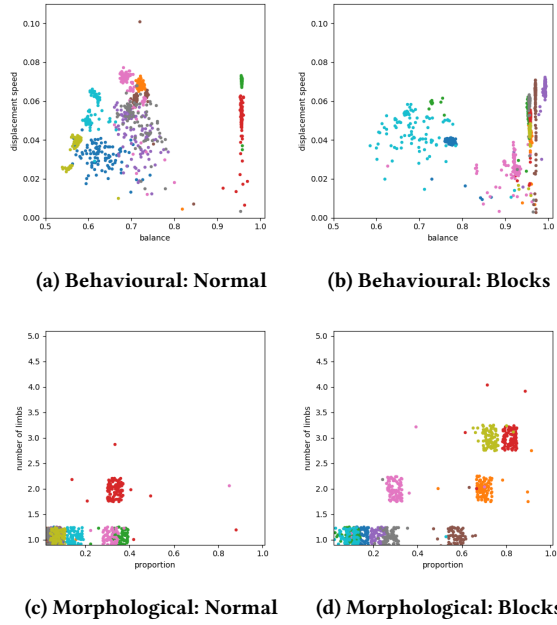 0.10
0.08
0.06
0.04
0.02
0.00
displacement speed
0.5 0.6 0.7 0.8 0.9 1.0
balance
0.10
0.08
0.06
0.04
0.02
0.00
displacement speed
0.5 0.6 0.7 0.8 0.9 1.0
balance
(a) Behavioural: Normal
(b) Behavioural: Blocks
5.0
4.5
4.0
3.5
3.0
2.5
2.0
1.5
1.0
number of limbs
0.2 0.4 0.6 0.8 1.0
proportion
5.0
4.5
4.0
3.5
3.0
2.5
2.0
1.5
1.0
number of limbs
0.2 0.4 0.6 0.8 1.0
proportion
(c) Morphological: Normal
(d) Morphological: Blocks